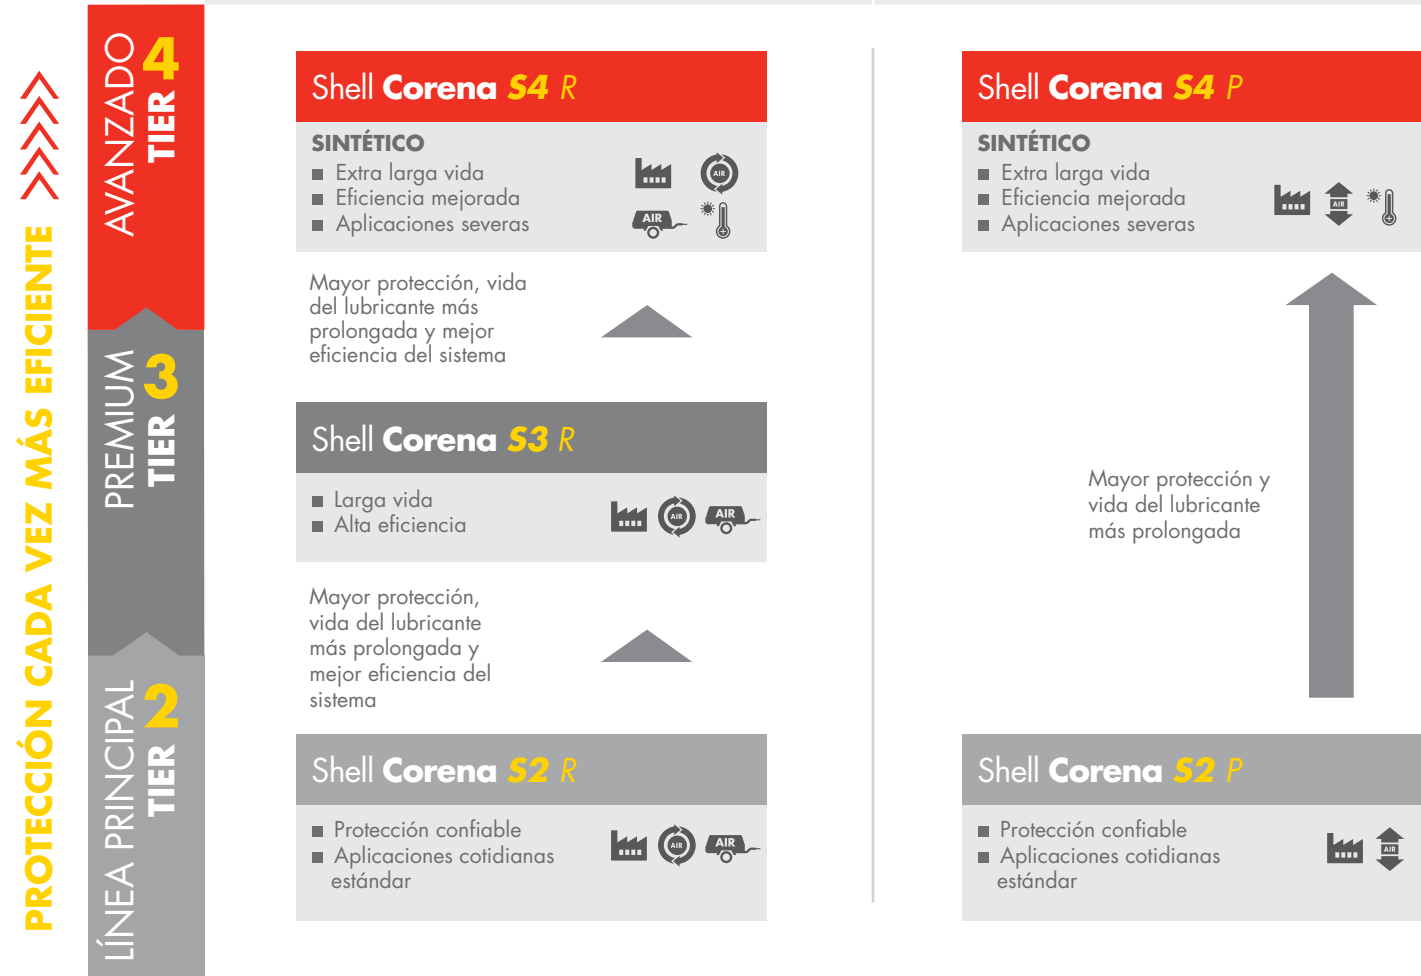 PROTECCIÓN CADA VEZ MÁS EFICIENTE
AVANZADO
TIER 4
PREMIUM
TIER 3
LÍNEA PRINCIPAL
TIER 2
Shell Corena S4 R
SINTÉTICO
Extra larga vida
Eficiencia mejorada
Aplicaciones severas
AIR
AIR
Mayor protección, vida
del lubricante más
prolongada y mejor
eficiencia del sistema
Shell Corena S3 R
Larga vida
Alta eficiencia
AIR
AIR
Mayor protección,
vida del lubricante
más prolongada y
mejor eficiencia del
sistema
Shell Corena S2 R
Protección confiable
Aplicaciones cotidianas
estándar
AIR
AIR
Shell Corena S4 P
SINTÉTICO
Extra larga vida
Eficiencia mejorada
Aplicaciones severas
AIR
Mayor protección y
vida del lubricante
más prolongada
Shell Corena S2 P
Protección confiable
Aplicaciones cotidianas
estándar
AIR